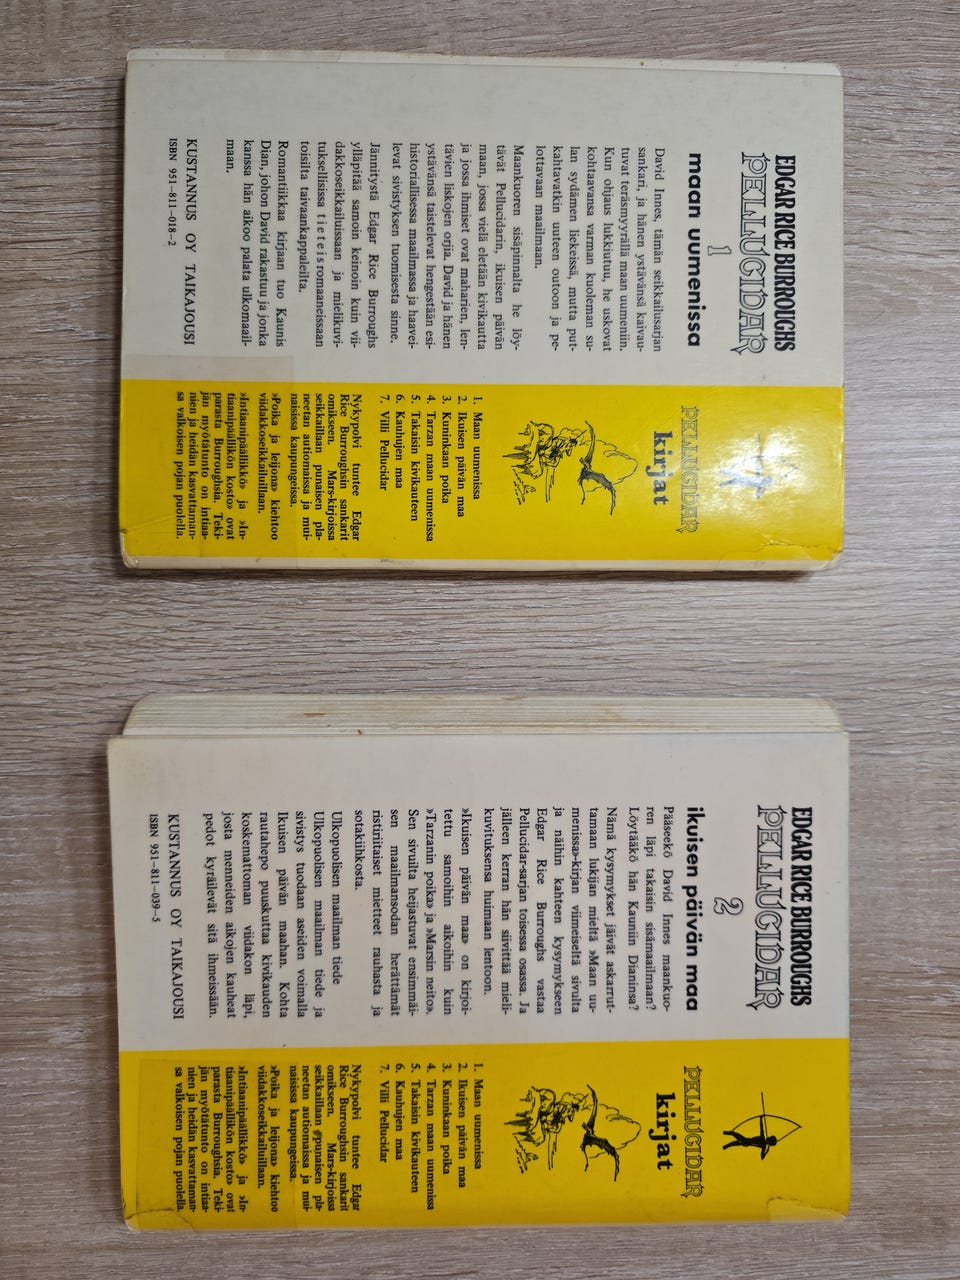 EDGAR RICE BURROUGHS
PELLUCIDAR
1
maan uumenissa
David Innes, tämän seikkailusarjan
sankari, ja hänen ystävänsä kaivau-
tuvat teräsmyyrällä maan uumeniin.
Kun ohjaus lukkiutuu, he uskovat
kohtaavansa varman kuoleman su-
lan sydämen liekeissä, mutta put-
kahtavatkin uuteen outoon ja pe-
lottavaan maailmaan.
Maankuoren sisäpinnalta he löy-
tävät Pellucidarin, ikuisen päivän
maan, jossa vielä eletään kivikautta
ja jossa ihmiset ovat maharien, len-
tävien liskojen orjia. David ja hänen
ystävänsä taistelevat hengestään esi-
historiallisessa maailmassa ja haavei-
levat sivistyksen tuomisesta sinne.
Jännitystä Edgar Rice Burroughs
ylläpitää samoin keinoin kuin vii-
dakkoseikkailuissaan ja mielikuvi-
tuksellisissa tieteisromaaneissaan
toisilta taivaankappaleilta.
Romantiikkaa kirjaan tuo Kaunis
Dian, johon David rakastuu ja jonka
kanssa hän aikoo palata ulkomaail-
maan.
KUSTANNUS OY TAIKAJOUSI
ISBN 951-811-018-2
PELLUCIDAR
kirjat
1. Maan uumenissa
2. Ikuisen päivän maa
3. Kuninkaan poika
4. Tarzan maan uumenissa
5. Takaisin kivikauteen
6. Kauhujen maa
7. Villi Pellucidar
Nykypolvi tuntee Edgar
Rice Burroughsin sankarit
omikseen. Mars-kirjoissa
seikkaillaan punaisen pla-
neetan autiomaissa ja mui-
naisissa kaupungeissa.
»Poika ja leijona» kiehtoo
viidakkoseikkailuillaan.
»Intiaanipäällikkö» ja »In-
tiaanipäällikön kosto» ovat
parasta Burroughsia. Teki-
jän myötätunto on intiaa-
nien ja heidän kasvattaman-
sa valkoisen pojan puolella.
EDGAR RICE BURROUGHS
PELLUCIDAR
2
ikuisen päivän maa
Pääseekö David Innes maankuo-
ren läpi takaisin sisämaailmaan?
Löytääkö hän Kauniin Dianinsa?
Nämä kysymykset jäivät askarrut-
tamaan lukijan mieltä »Maan uu-
menissa»-kirjan viimeiseltä sivulta
ja näihin kahteen kysymykseen
Edgar Rice Burroughs vastaa
Pellucidar-sarjan toisessa osassa. Ja
jälleen kerran hän siivittää mieli-
kuvituksensa huimaan lentoon.
»Ikuisen päivän maa» on kirjoi-
tettu samoihin aikoihin kuin
»Tarzanin poika» ja »Marsin neito».
Sen sivuilta heijastuvat ensimmäi-
sen maailmansodan herättämät
ristiriitaiset mietteet rauhasta ja
sotakiihkosta.
Ulkopuolisen maailman tiede
Ulkopuolisen maailman tiede ja
sivistys tuodaan aseiden voimalla
Ikuisen päivän maahan. Kohta
rautahepo puuskuttaa kivikauden
koskemattoman viidakon läpi,
josta menneiden aikojen kauheat
pedot kyräilevät sitä ihmeissään.
KUSTANNUS OY TAIKAJOUSI
ISBN 951-811-039-5
PELLUCIDAR
kirjat
1. Maan uumenissa
2. Ikuisen päivän maa
3. Kuninkaan poika
4. Tarzan maan uumenissa
5. Takaisin kivikauteen
6. Kauhujen maa
7. Villi Pellucidar
Nykypolvi tuntee Edgar
Rice Burroughsin sankarit
omikseen. Mars-kirjoissa
seikkaillaan punaisen pla-
neetan autiomaissa ja mui-
naisissa kaupungeissa.
»Poika ja leijona» kiehtoo
viidakkoseikkailuillaan.
»Intiaanipäällikkö» ja »In-
tiaanipäällikön kosto» ovat
parasta Burroughsia. Teki-
jän myötätunto on intiaa-
nien ja heidän kasvattaman-
sa valkoisen pojan puolella.